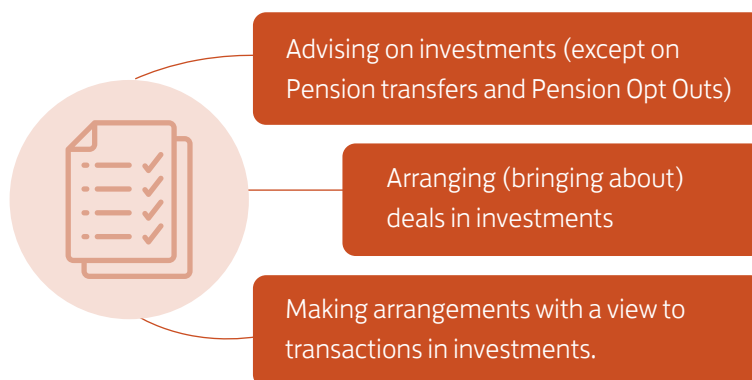 Advising on investments (except on
Pension transfers and Pension Opt Outs)
Arranging (bringing about)
deals in investments
Making arrangements with a view to
transactions in investments.